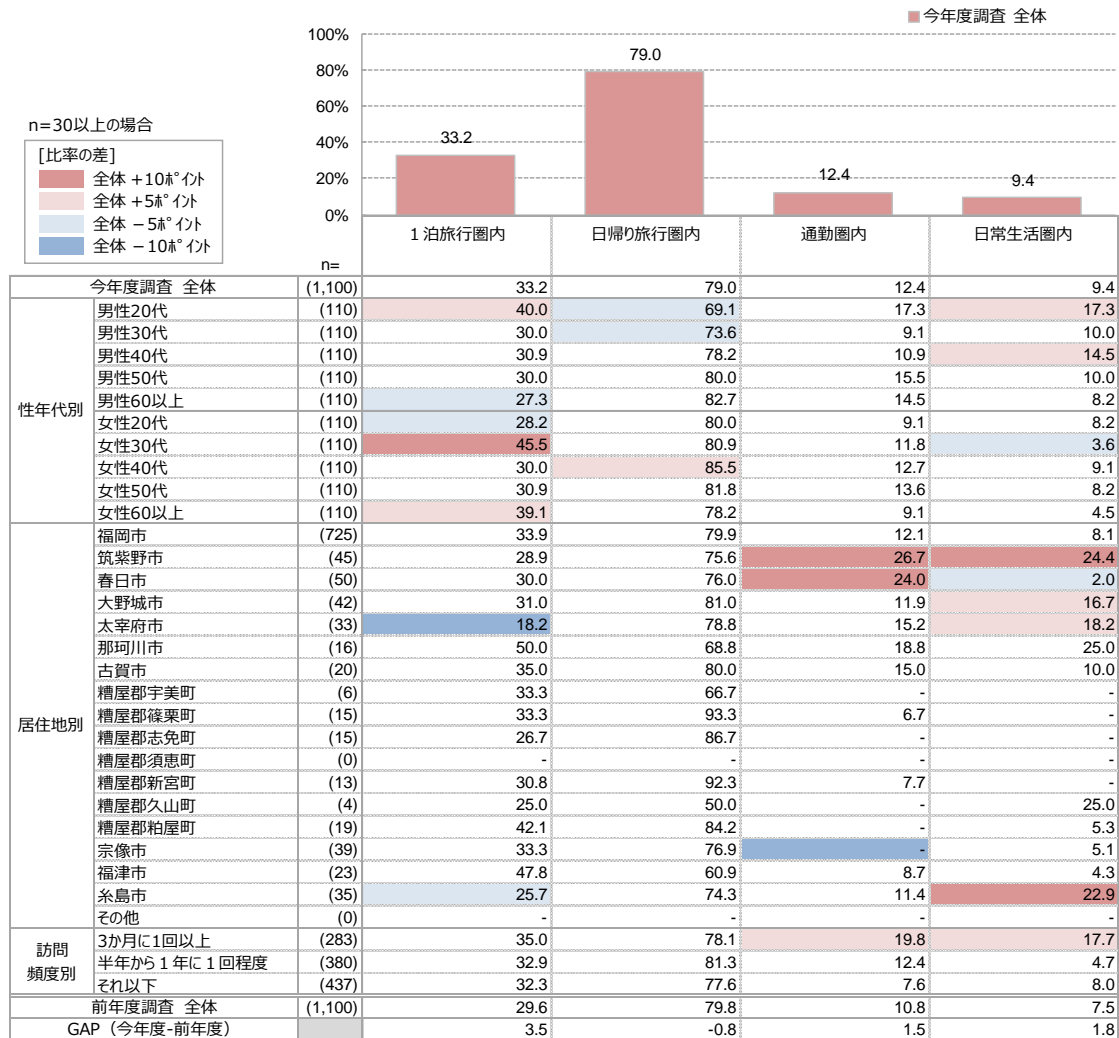 今年度調査 全体
100%
80%
60%
40%
20%
0%
33.2
79.0
12.4
9.4
n=30以上の場合
[比率の差]
全体 +10ポイント
全体 +5ポイント
全体 -5ポイント
全体 -10ポイント
n= 1泊旅行圏内 日帰り旅行圏内 通勤圏内 日常生活圏内
今年度調査 全体 (1,100) 33.2 79.0 12.4 9.4
性年代別
男性20代 (110) 40.0 69.1 17.3 17.3
男性30代 (110) 30.0 73.6 9.1 10.0
男性40代 (110) 30.9 78.2 10.9 14.5
男性50代 (110) 30.0 80.0 15.5 10.0
男性60以上 (110) 27.3 82.7 14.5 8.2
女性20代 (110) 28.2 80.0 9.1 8.2
女性30代 (110) 45.5 80.9 11.8 3.6
女性40代 (110) 30.0 85.5 12.7 9.1
女性50代 (110) 30.9 81.8 13.6 8.2
女性60以上 (110) 39.1 78.2 9.1 4.5
居住地別
福岡市 (725) 33.9 79.9 12.1 8.1
筑紫野市 (45) 28.9 75.6 26.7 24.4
春日市 (50) 30.0 76.0 24.0 2.0
大野城市 (42) 31.0 81.0 11.9 16.7
太宰府市 (33) 18.2 78.8 15.2 18.2
那珂川市 (16) 50.0 68.8 18.8 25.0
古賀市 (20) 35.0 80.0 15.0 10.0
糟屋郡宇美町 (6) 33.3 66.7 - -
糟屋郡篠栗町 (15) 33.3 93.3 6.7 -
糟屋郡志免町 (15) 26.7 86.7 - -
糟屋郡須恵町 (0) - - - -
糟屋郡新宮町 (13) 30.8 92.3 7.7 -
糟屋郡久山町 (4) 25.0 50.0 - 25.0
糟屋郡粕屋町 (19) 42.1 84.2 - 5.3
宗像市 (39) 33.3 76.9 - 5.1
福津市 (23) 47.8 60.9 8.7 4.3
糸島市 (35) 25.7 74.3 11.4 22.9
その他 (0) - - - -
訪問
頻度別
3か月に1回以上 (283) 35.0 78.1 19.8 17.7
半年から1年に1回程度 (380) 32.9 81.3 12.4 4.7
それ以下 (437) 32.3 77.6 7.6 8.0
前年度調査 全体 (1,100) 29.6 79.8 10.8 7.5
GAP(今年度-前年度) 3.5 -0.8 1.5 1.8